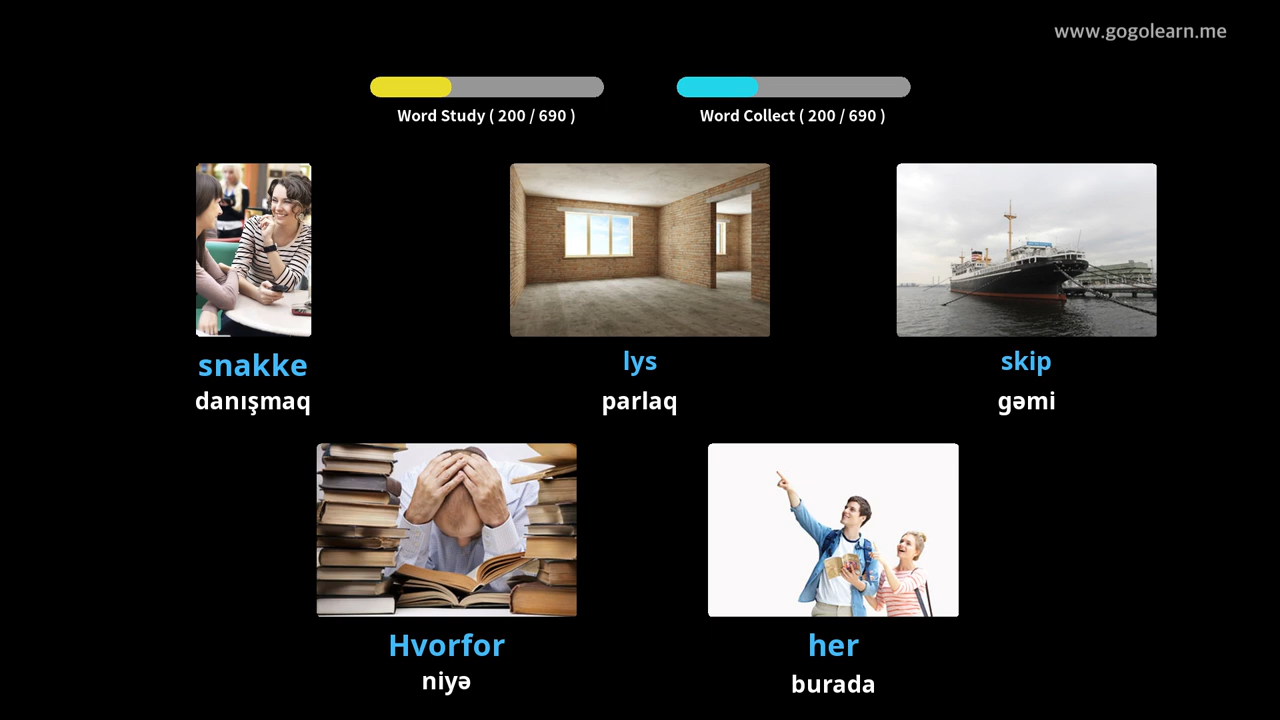 www.gogolearn.me
Word Study ( 200 / 690 )
Word Collect ( 200 / 690 )
snakke
danışmaq
lys
parlaq
skip
gəmi
Hvorfor
niyə
her
burada